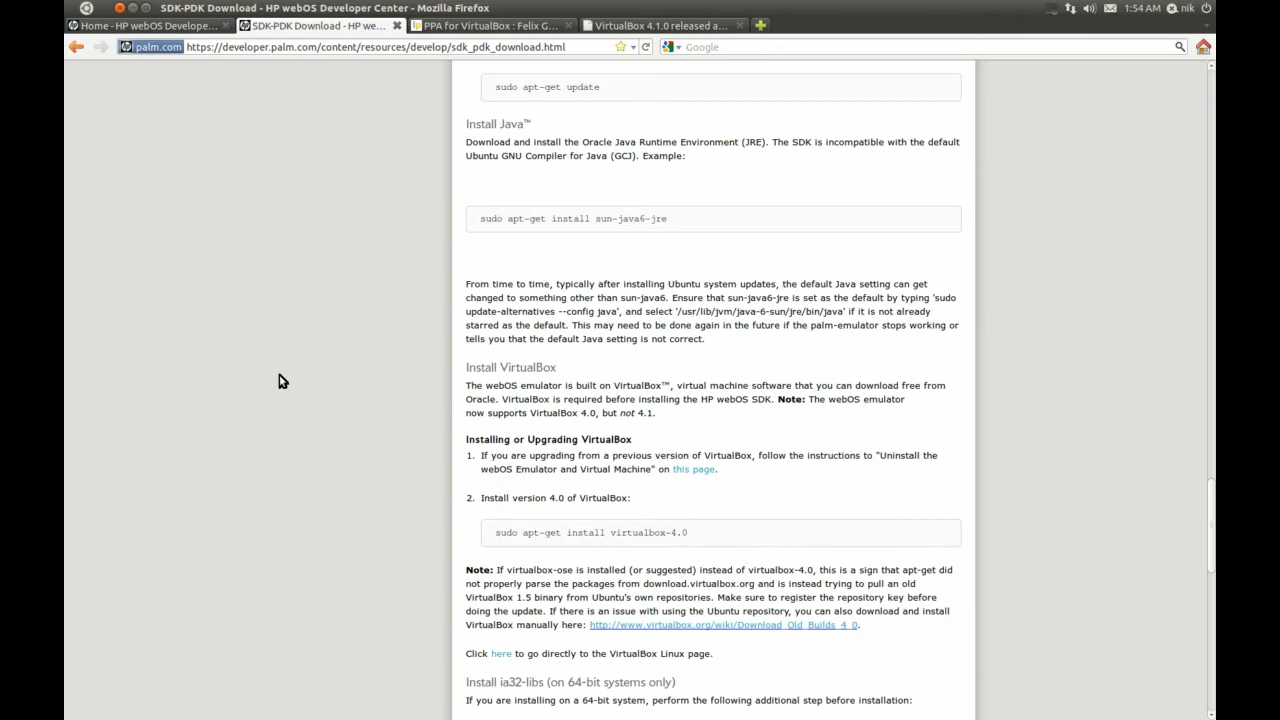 SDK-PDK Download - HP webOS Developer Center - Mozilla Firefox
1:54 AM nik
Home - HP webOS Develope...
SDK-PDK Download - HP we...
PPA for VirtualBox : Felix G...
VirtualBox 4.1.0 released a...
palm.com https://developer.palm.com/content/resources/develop/sdk_pdk_download.html
Google
sudo apt-get update
Install Java™
Download and install the Oracle Java Runtime Environment (JRE). The SDK is incompatible with the default
Ubuntu GNU Compiler for Java (GCJ). Example:
sudo apt-get install sun-java6-jre
From time to time, typically after installing Ubuntu system updates, the default Java setting can get
changed to something other than sun-java6. Ensure that sun-java6-jre is set as the default by typing 'sudo
update-alternatives --config java', and select '/usr/lib/jvm/java-6-sun/jre/bin/java' if it is not already
starred as the default. This may need to be done again in the future if the palm-emulator stops working or
tells you that the default Java setting is not correct.
Install VirtualBox
The webOS emulator is built on VirtualBox™, virtual machine software that you can download free from
Oracle. VirtualBox is required before installing the HP webOS SDK. Note: The webOS emulator
now supports VirtualBox 4.0, but not 4.1.
Installing or Upgrading VirtualBox
1. If you are upgrading from a previous version of VirtualBox, follow the instructions to "Uninstall the
webOS Emulator and Virtual Machine" on this page.
2. Install version 4.0 of VirtualBox:
sudo apt-get install virtualbox-4.0
Note: If virtualbox-ose is installed (or suggested) instead of virtualbox-4.0, this is a sign that apt-get did
not properly parse the packages from download.virtualbox.org and is instead trying to pull an old
VirtualBox 1.5 binary from Ubuntu's own repositories. Make sure to register the repository key before
doing the update. If there is an issue with using the Ubuntu repository, you can also download and install
VirtualBox manually here: http://www.virtualbox.org/wiki/Download_Old_Builds_4_0.
Click here to go directly to the VirtualBox Linux page.
Install ia32-libs (on 64-bit systems only)
If you are installing on a 64-bit system, perform the following additional step before installation: